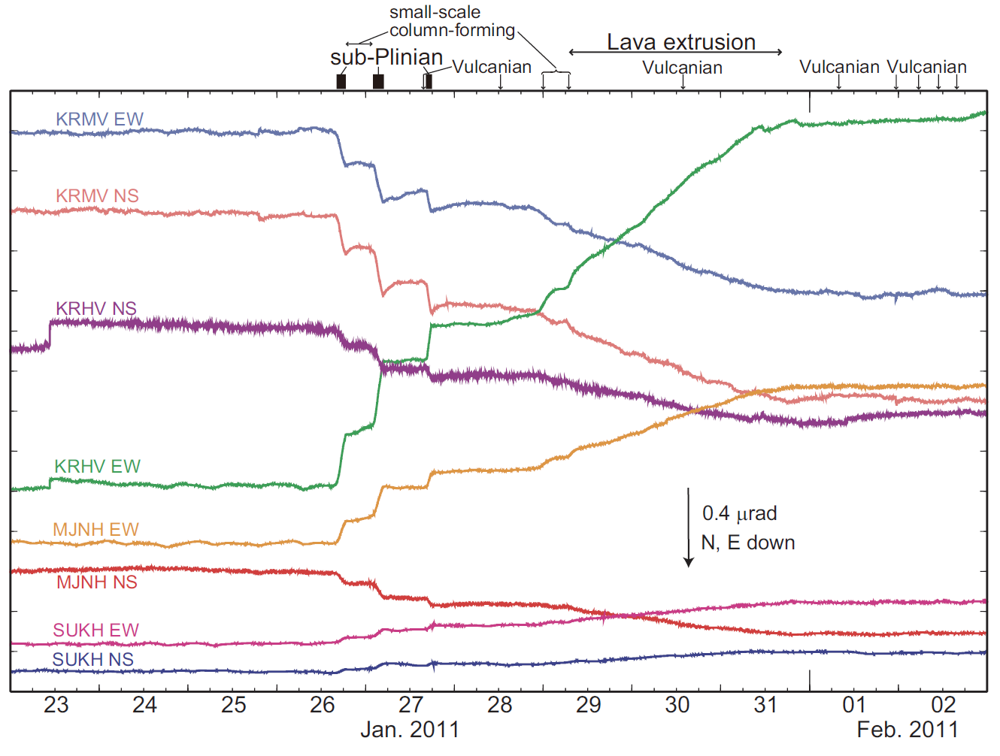 small-scale
column-forming
sub-Plinian
Lava extrusion
Vulcanian
Vulcanian
Vulcanian
Vulcanian
KRMV EW
KRMV NS
KRHV NS
KRHV EW
0.4 μrad
N, E down
MJNH EW
MJNH NS
SUKH EW
SUKH NS
23 24 25 26 27 28 29 30 31 01 02
Jan. 2011 Feb. 2011